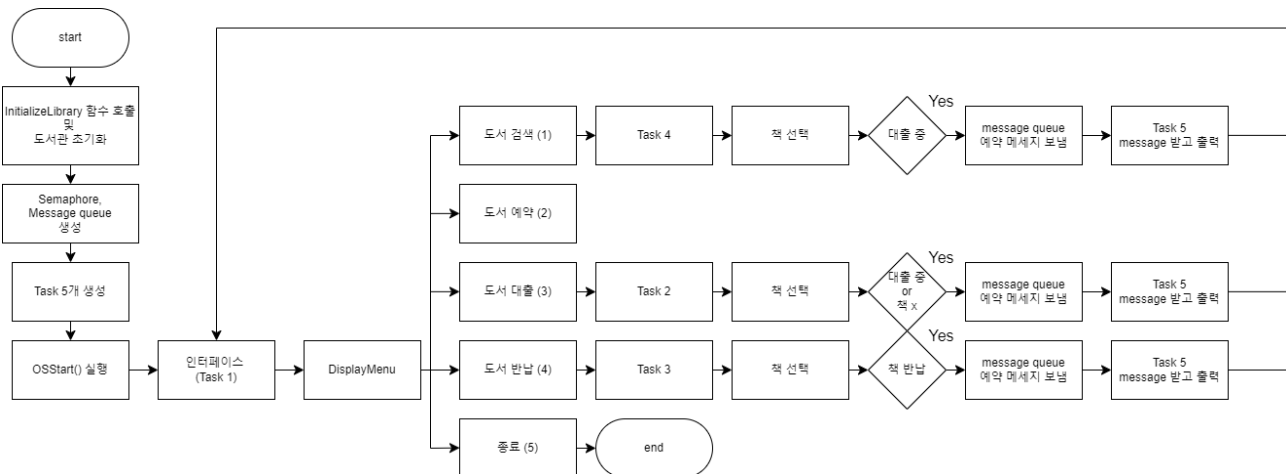 start
InitializeLibrary 함수 호출
및
도서관 초기화
Semaphore,
Message queue
생성
Task 5개 생성
OSStart() 실행
인터페이스
(Task 1)
DisplayMenu
도서 검색 (1)
Task 4
책 선택
대출 중
Yes
message queue
예약 메세지 보냄
Task 5
message 받고 출력
도서 예약 (2)
도서 대출 (3)
Task 2
책 선택
대출 중
or
책 x
Yes
message queue
예약 메세지 보냄
Task 5
message 받고 출력
도서 반납 (4)
Task 3
책 선택
책 반납
Yes
message queue
예약 메세지 보냄
Task 5
message 받고 출력
종료 (5)
end